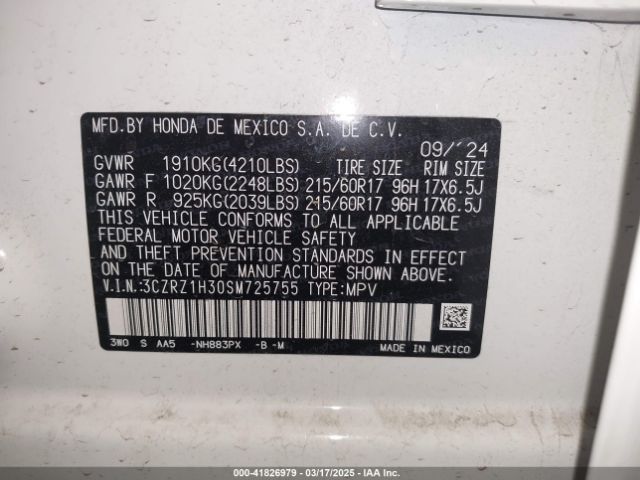 MFD.BY HONDA DE MEXICO S.A. DE C.V.
09/ '24
GVWR 1910KG(4210LBS) TIRE SIZE RIM SIZE
GAWR F 1020KG(2248LBS) 215/60R17 96H 17X6.5J
GAWR R 925KG(2039LBS) 215/60R17 96H 17X6.5J
THIS VEHICLE CONFORMS TO ALL APPLICABLE
FEDERAL MOTOR VEHICLE SAFETY
AND THEFT PREVENTION STANDARDS IN EFFECT
ON THE DATE OF MANUFACTURE SHOWN ABOVE.
V.I.N.:3CZRZ1H30SM725755 TYPE:MPV
3W0 S AA5 -NH883PX -B -M MADE IN MEXICO
000-41826979 - 03/17/2025 - IAA Inc.